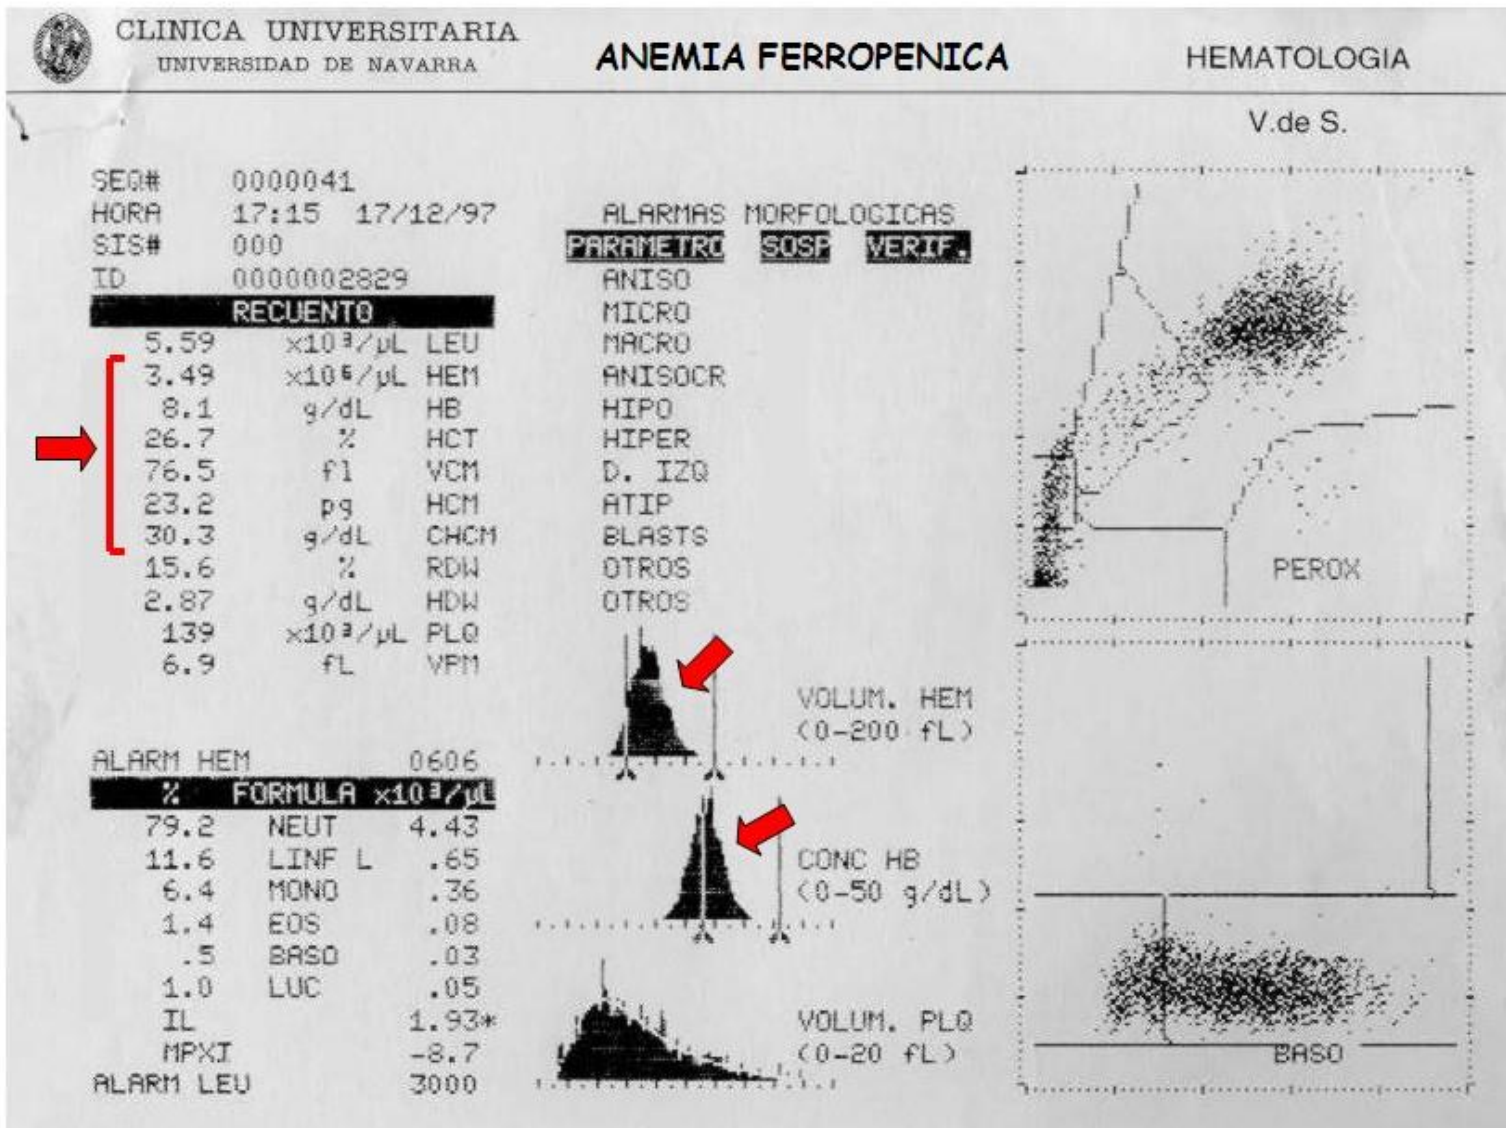 CLINICA UNIVERSITARIA
UNIVERSIDAD DE NAVARRA
ANEMIA FERROPENICA
HEMATOLOGIA
V.de S.
SEQ# 0000041
HORA 17:15 17/12/97
SIS# 000
ID 0000002829
RECUENTO
5.59 x10³/µL LEU
3.49 x10⁶/µL HEM
8.1 g/dL HB
26.7 % HCT
76.5 fl VCM
23.2 pg HCM
30.3 g/dL CHCM
15.6 % RDW
2.87 g/dL HDW
139 x10³/µL PLQ
6.9 fL VPM
ALARM HEM 0606
% FORMULA x10³/µL
79.2 NEUT 4.43
11.6 LINF L .65
6.4 MONO .36
1.4 EOS .08
.5 BASO .03
1.0 LUC .05
IL 1.93*
MPXI -8.7
ALARM LEU 3000
ALARMAS MORFOLOGICAS
PARAMETRO SOSP VERIF.
ANISO
MICRO
MACRO
ANISOCR
HIPO
HIPER
D. IZQ
ATIP
BLASTS
OTROS
OTROS
VOLUM. HEM
(0-200 fL)
CONC HB
(0-50 g/dL)
VOLUM. PLQ
(0-20 fL)
PEROX
BASO